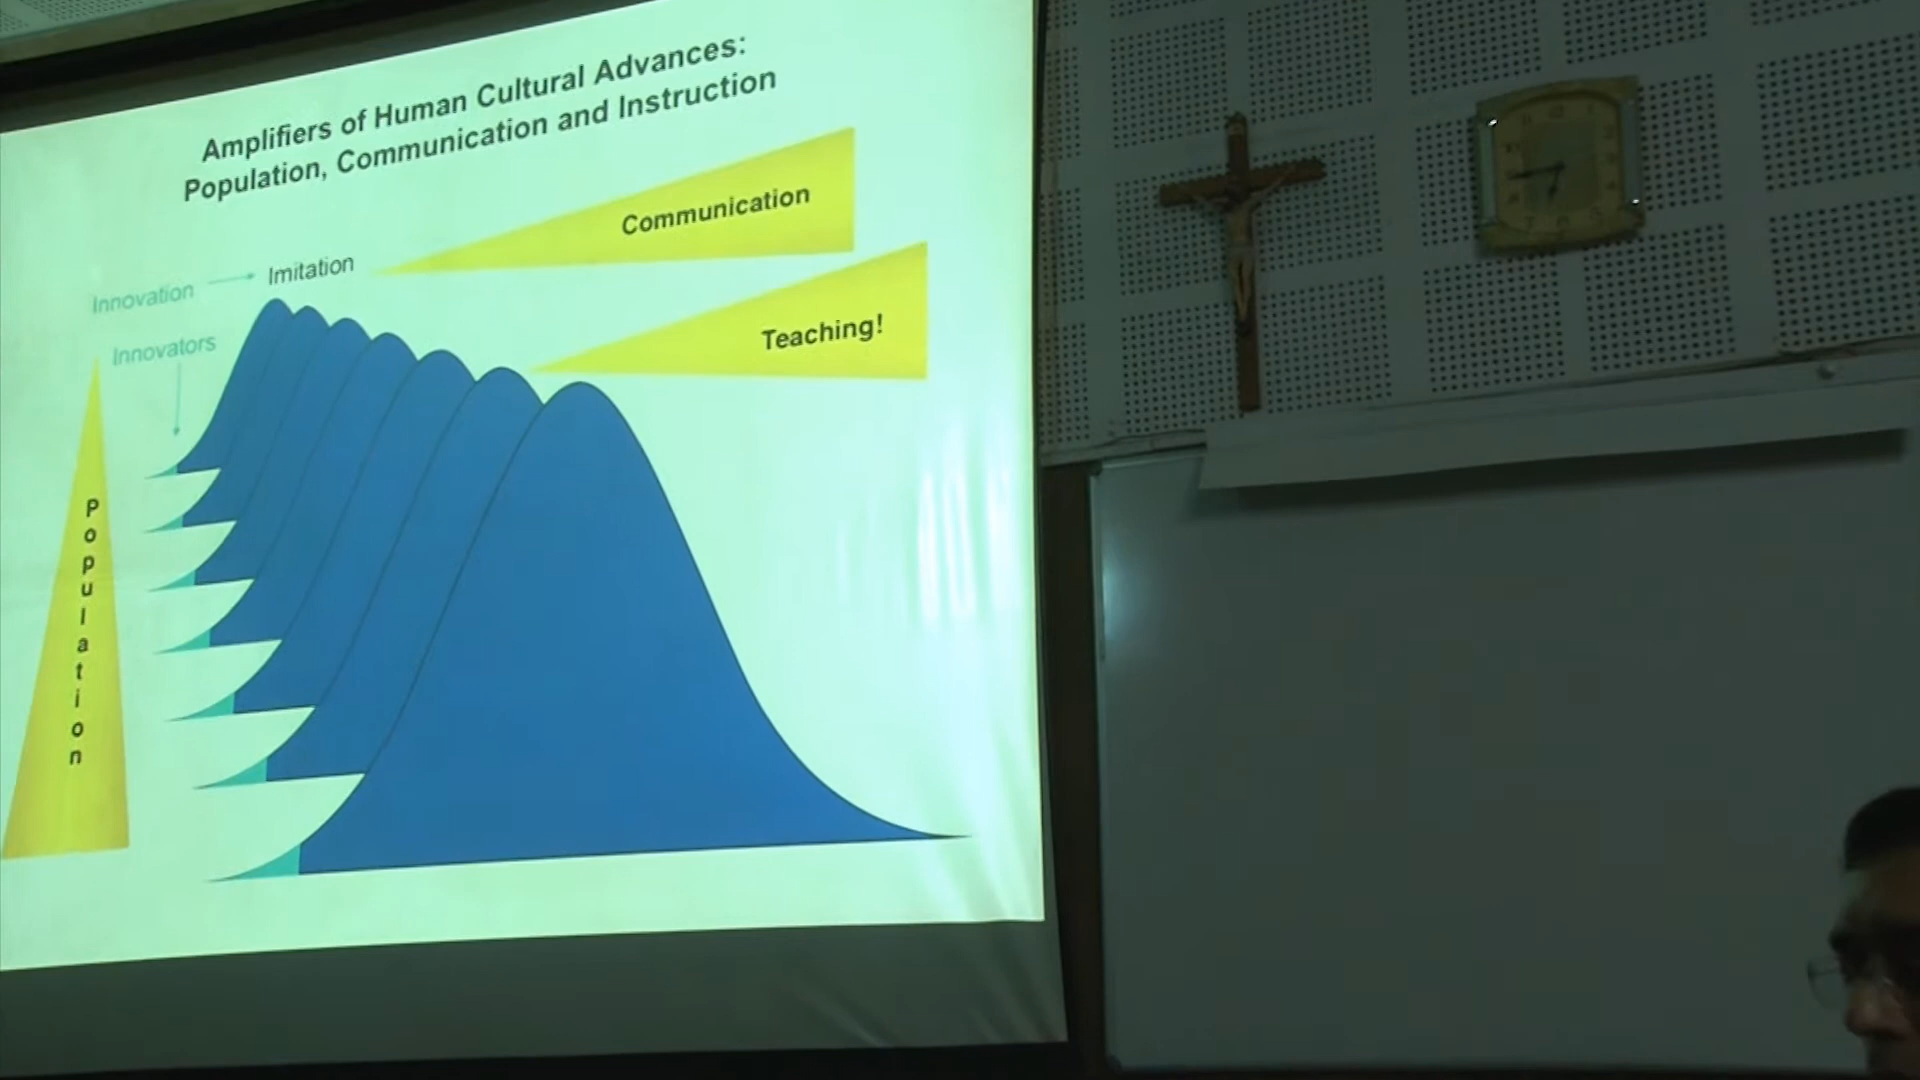 Amplifiers of Human Cultural Advances:
Population, Communication and Instruction
Communication
Innovation
Imitation
Teaching!
Innovators
Population